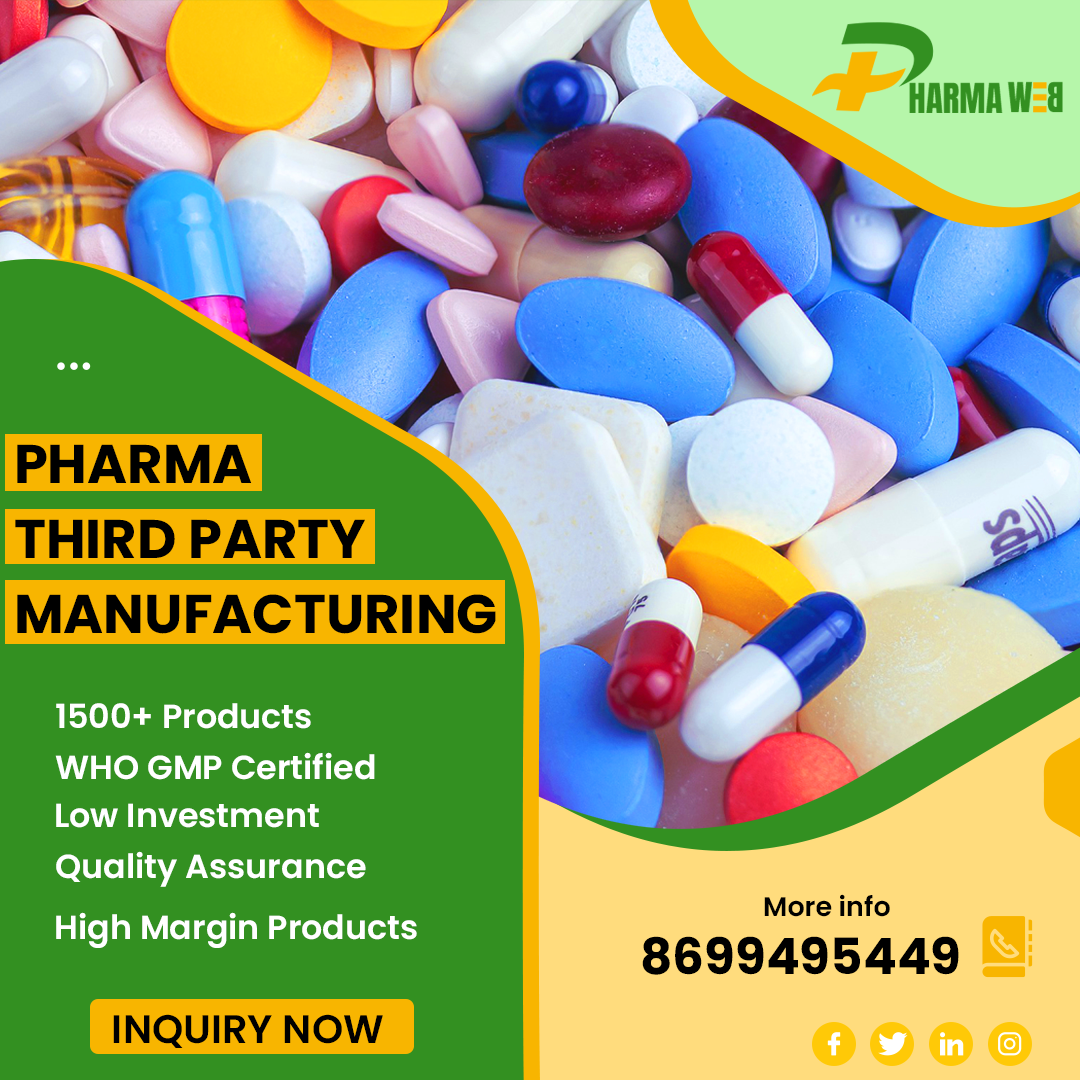 PHARMA WEB
...
PHARMA
THIRD PARTY
MANUFACTURING
1500+ Products
WHO GMP Certified
Low Investment
Quality Assurance
High Margin Products
INQUIRY NOW
More info
8699495449